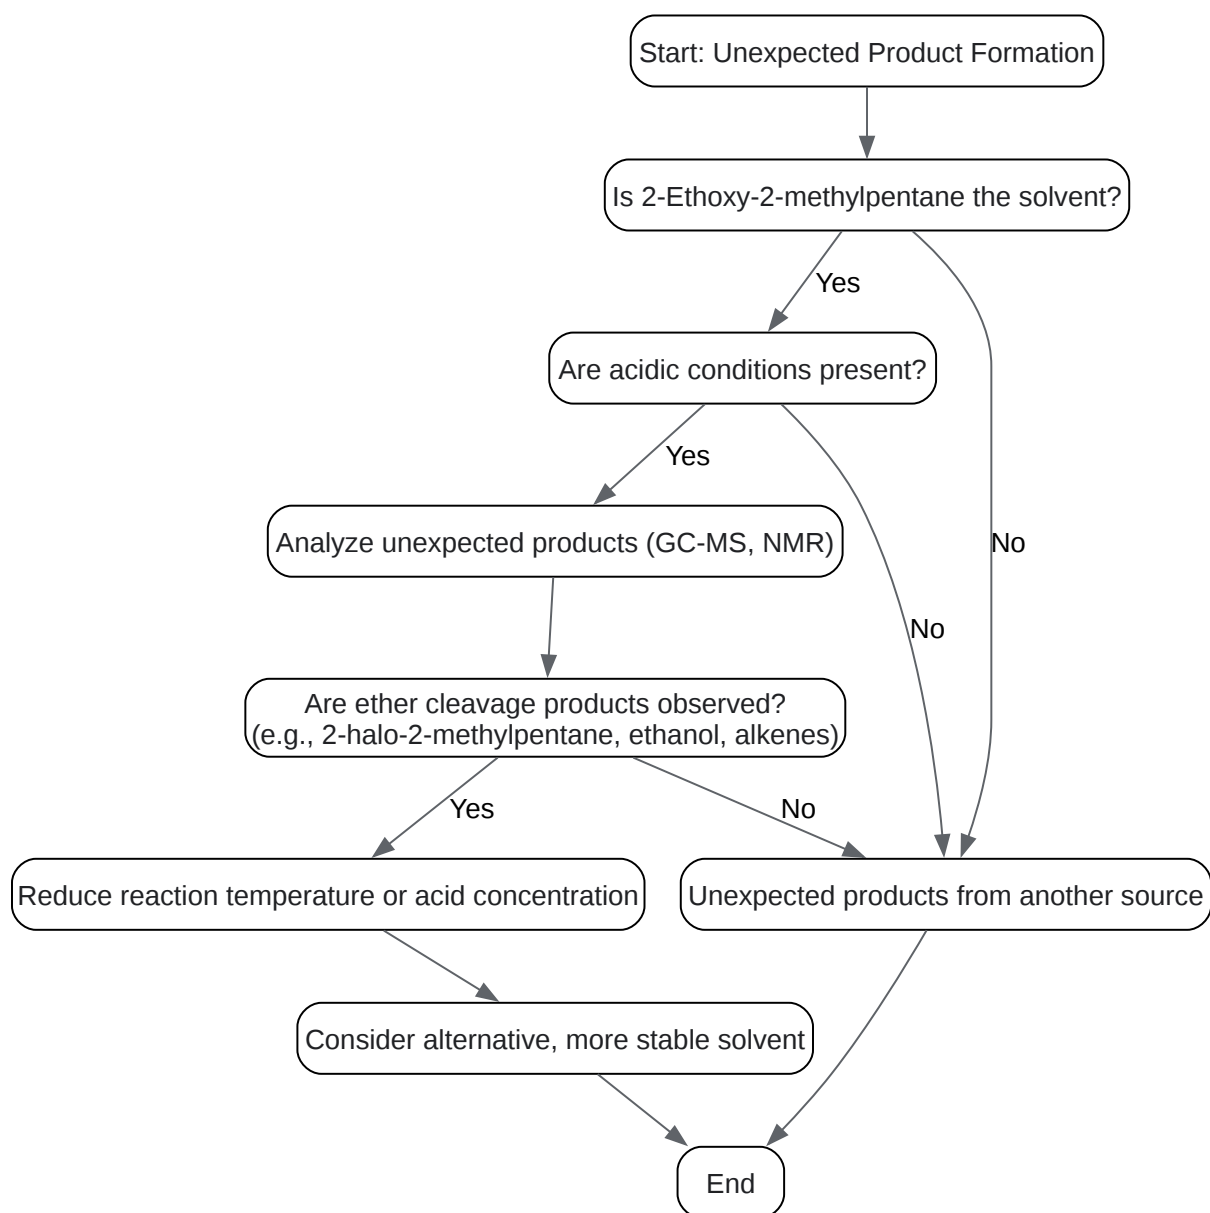 Start: Unexpected Product Formation
Is 2-Ethoxy-2-methylpentane the solvent?
Yes
Are acidic conditions present?
Yes
Analyze unexpected products (GC-MS, NMR)
No
No
Are ether cleavage products observed?
(e.g., 2-halo-2-methylpentane, ethanol, alkenes)
Yes
No
Reduce reaction temperature or acid concentration
Unexpected products from another source
Consider alternative, more stable solvent
End